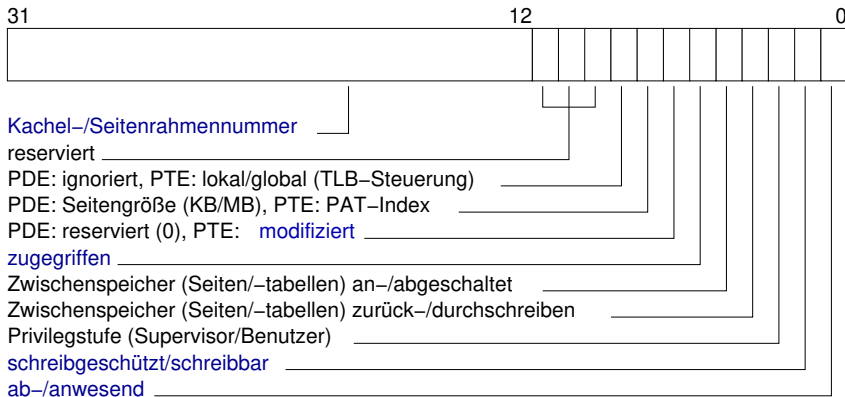 31 12 0
Kachel–/Seitenrahmennummer
reserviert
PDE: ignoriert, PTE: lokal/global (TLB–Steuerung)
PDE: Seitengröße (KB/MB), PTE: PAT–Index
PDE: reserviert (0), PTE: modifiziert
zugegriffen
Zwischenspeicher (Seiten/–tabellen) an–/abgeschaltet
Zwischenspeicher (Seiten/–tabellen) zurück–/durchschreiben
Privilegstufe (Supervisor/Benutzer)
schreibgeschützt/schreibbar
ab–/anwesend